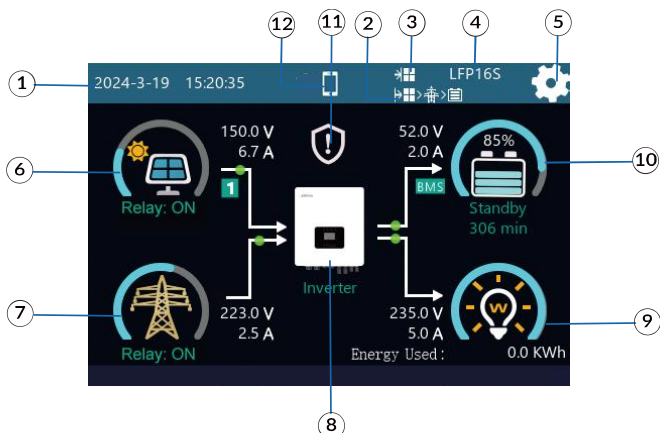 12
11
2
3
4
5
1
2024-3-19 15:20:35
LFP16S
150.0 V
6.7 A
1
52.0 V
2.0 A
BMS
85%
6
10
Relay: ON
Standby
306 min
Inverter
7
223.0 V
2.5 A
235.0 V
5.0 A
W
9
Relay: ON
Energy Used :
0.0 KWh
8